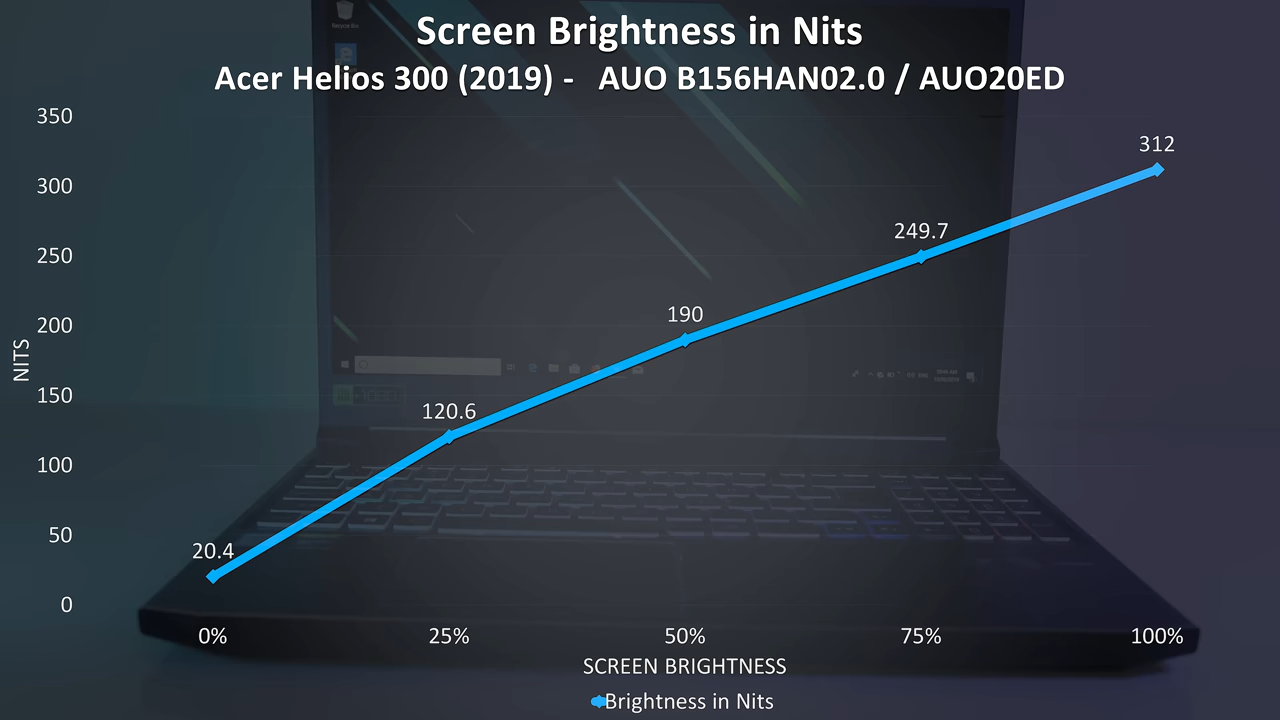 Screen Brightness in Nits
Acer Helios 300 (2019) - AUO B156HAN02.0 / AUO20ED
350
300
250
200
150
100
50
0
NITS
20.4
120.6
190
249.7
312
0% 25% 50% 75% 100%
SCREEN BRIGHTNESS
Brightness in Nits
Recycle Bin